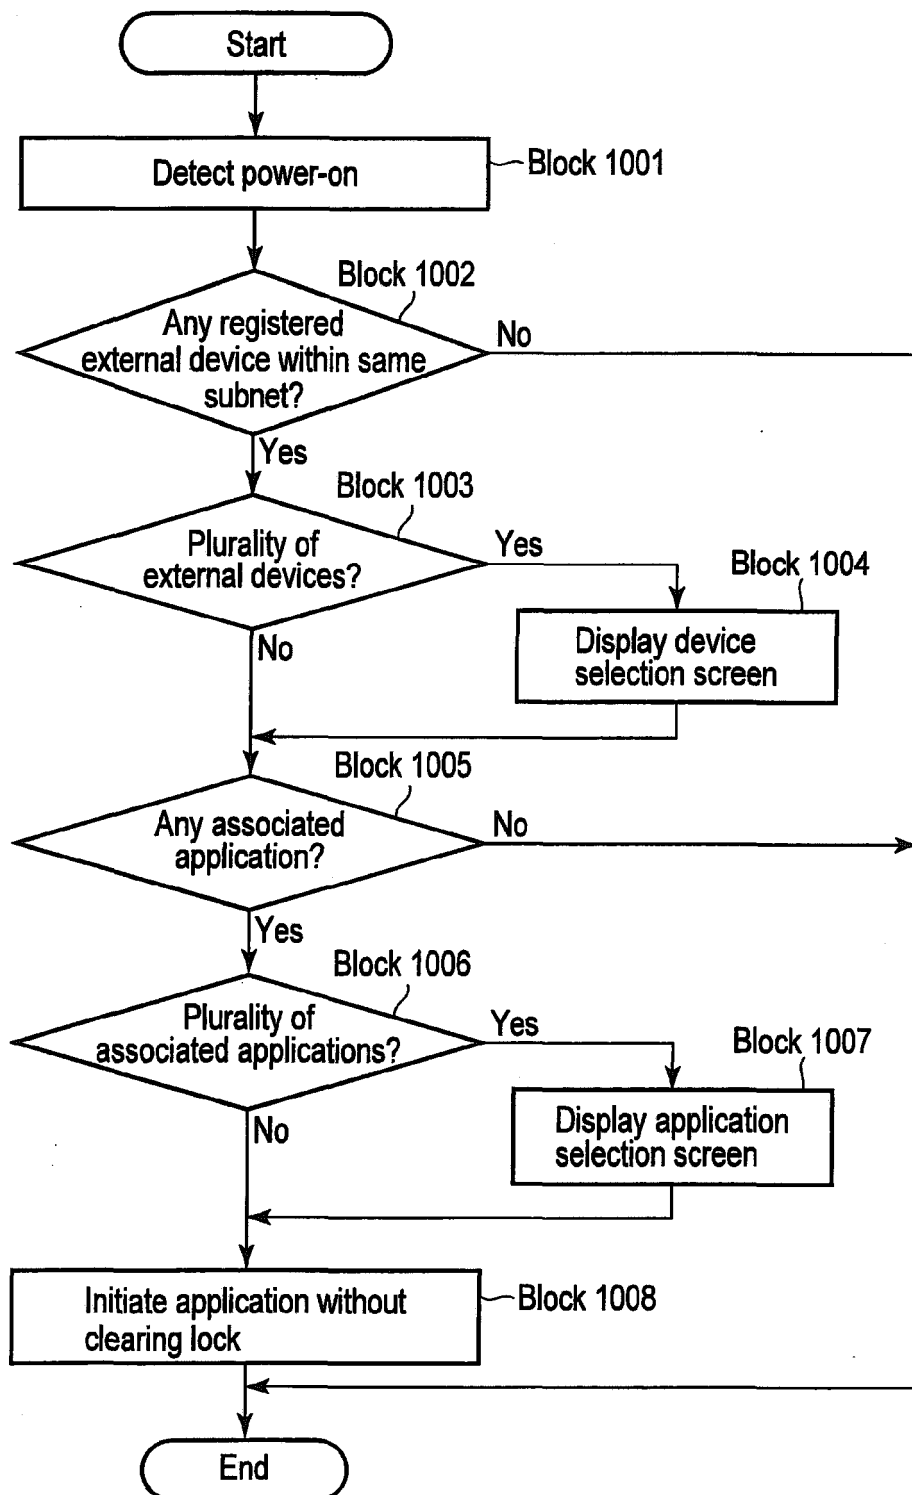 Start
Detect power-on
Block 1001
Block 1002
Any registered
external device within same
subnet?
No
Yes
Block 1003
Plurality of
external devices?
Yes
Block 1004
Display device
selection screen
No
Block 1005
Any associated
application?
No
Yes
Block 1006
Plurality of
associated applications?
Yes
Block 1007
Display application
selection screen
No
Initiate application without
clearing lock
Block 1008
End